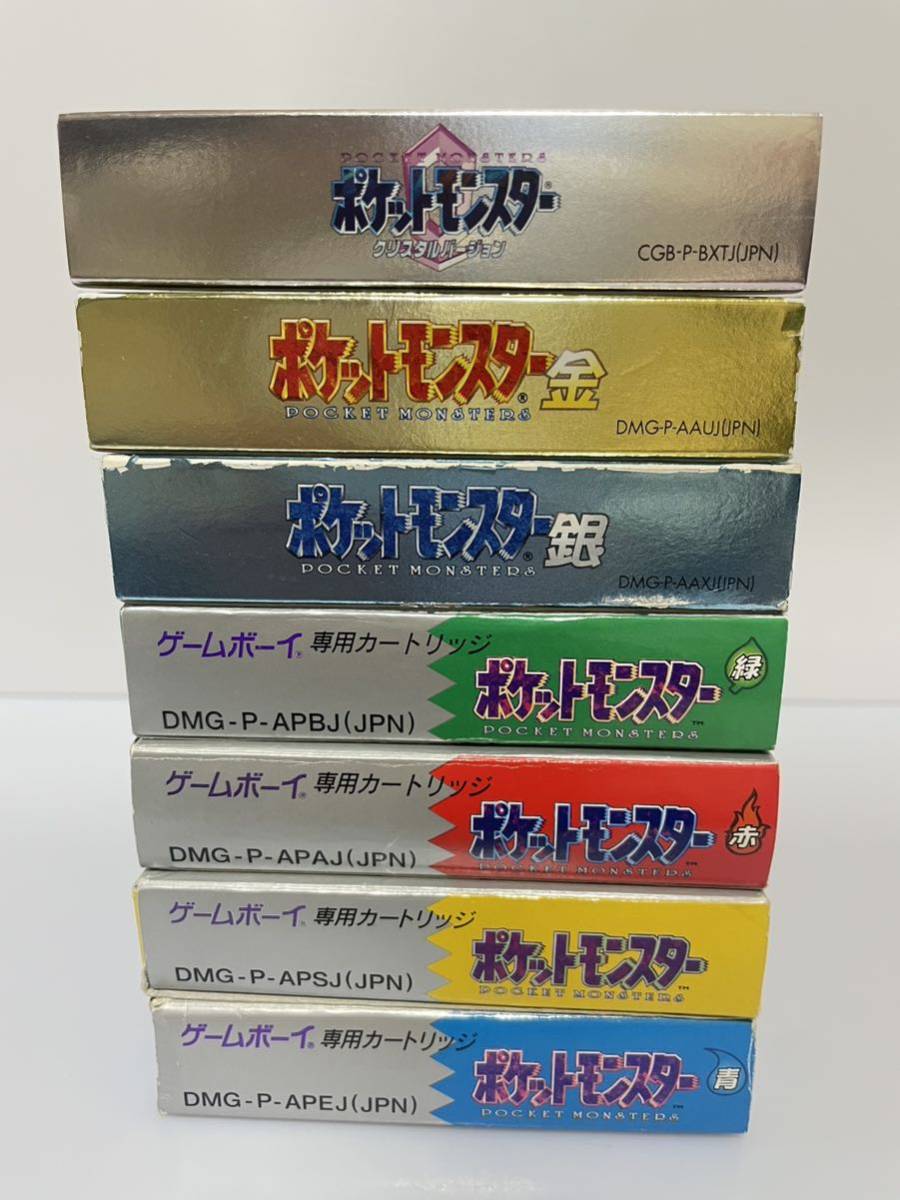 POCKET MONSTERS
ポケットモンスター®
クリスタルバージョン
CGB-P-BXTJ(JPN)
ポケットモンスター®金
POCKET MONSTERS
DMG-P-AAUJ(JPN)
ポケットモンスター®銀
POCKET MONSTERS
DMG-P-AAXJ(JPN)
ゲームボーイ® 専用カートリッジ
ポケットモンスター™ 緑
POCKET MONSTERS
DMG-P-APBJ(JPN)
ゲームボーイ® 専用カートリッジ
ポケットモンスター™ 赤
POCKET MONSTERS
DMG-P-APAJ(JPN)
ゲームボーイ® 専用カートリッジ
ポケットモンスター™
POCKET MONSTERS
DMG-P-APSJ(JPN)
ゲームボーイ® 専用カートリッジ
ポケットモンスター™ 青
POCKET MONSTERS
DMG-P-APEJ(JPN)